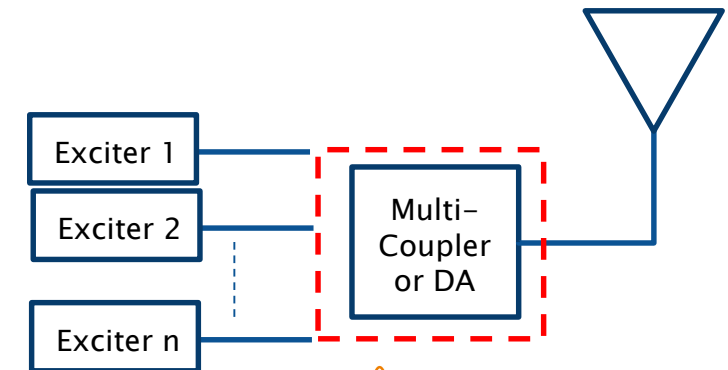 Exciter 1
Exciter 2
Exciter n
Multi-
Coupler
or DA